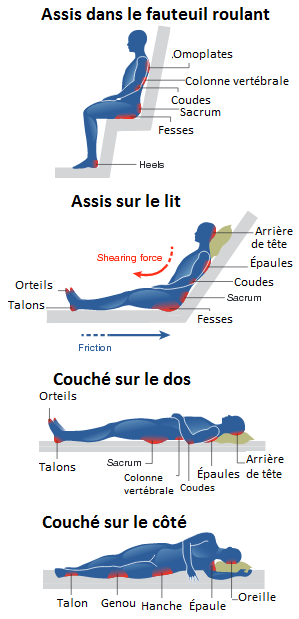 Assis dans le fauteuil roulant
.Omoplates
Colonne vertébrale
Coudes
Sacrum
Fesses
Heels
Assis sur le lit
Shearing force
Arrière
de tête
Épaules
Orteils
Coudes
Talons
Sacrum
Fesses
Friction
Couché sur le dos
Orteils
Talons
Sacrum
Colonne
vertébrale
Coudes
Épaules
Arrière
de tête
Couché sur le côté
Talon
Genou
Hanche
Épaule
Oreille